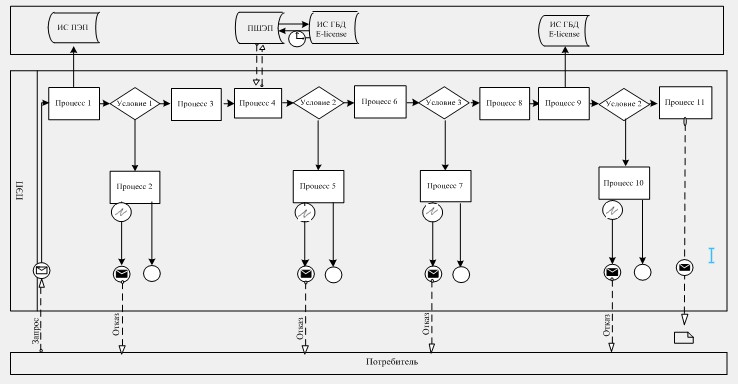 ИС ПЭП
ПШЭП
ИС ГБД
E-license
ИС ГБД
E-license
ПЭП
Процесс 1
Условие 1
Процесс 3
Процесс 4
Условие 2
Процесс 6
Условие 3
Процесс 8
Процесс 9
Условие 2
Процесс 11
Процесс 2
Процесс 5
Процесс 7
Процесс 10
Запрос
Отказ
Отказ
Отказ
Отказ
Потребитель